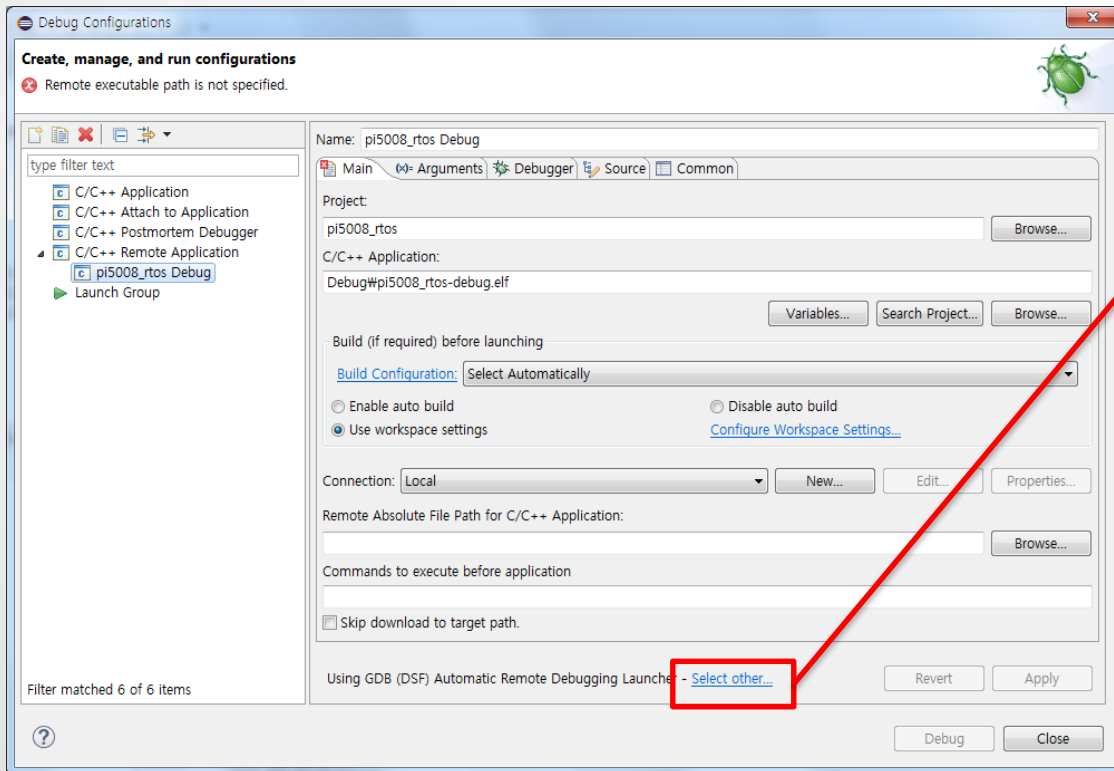 Debug Configurations
Create, manage, and run configurations
Remote executable path is not specified.
type filter text
C/C++ Application
C/C++ Attach to Application
C/C++ Postmortem Debugger
C/C++ Remote Application
pi5008_rtos Debug
Launch Group
Filter matched 6 of 6 items
Name: pi5008_rtos Debug
Main (x)= Arguments Debugger Source Common
Project:
pi5008_rtos
Browse...
C/C++ Application:
Debug₩pi5008_rtos-debug.elf
Variables... Search Project... Browse...
Build (if required) before launching
Build Configuration: Select Automatically
Enable auto build Disable auto build
Use workspace settings Configure Workspace Settings...
Connection: Local New... Edit... Properties...
Remote Absolute File Path for C/C++ Application:
Browse...
Commands to execute before application
Skip download to target path.
Using GDB (DSF) Automatic Remote Debugging Launcher - Select other... Revert Apply
? Debug Close